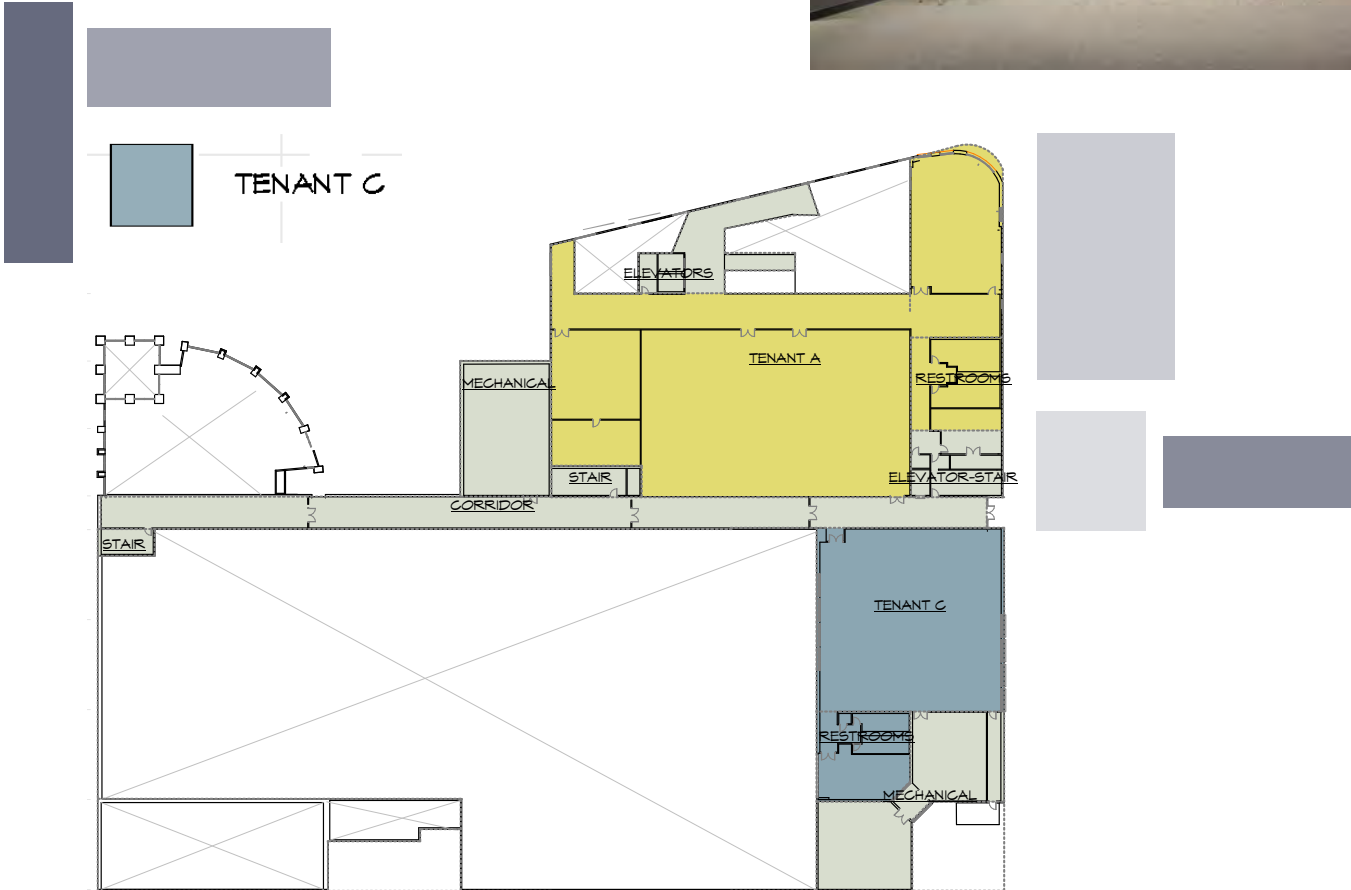 TENANT C
ELEVATORS
TENANT A
MECHANICAL
RESTROOMS
STAIR
ELEVATOR-STAIR
CORRIDOR
STAIR
TENANT C
RESTROOMS
MECHANICAL